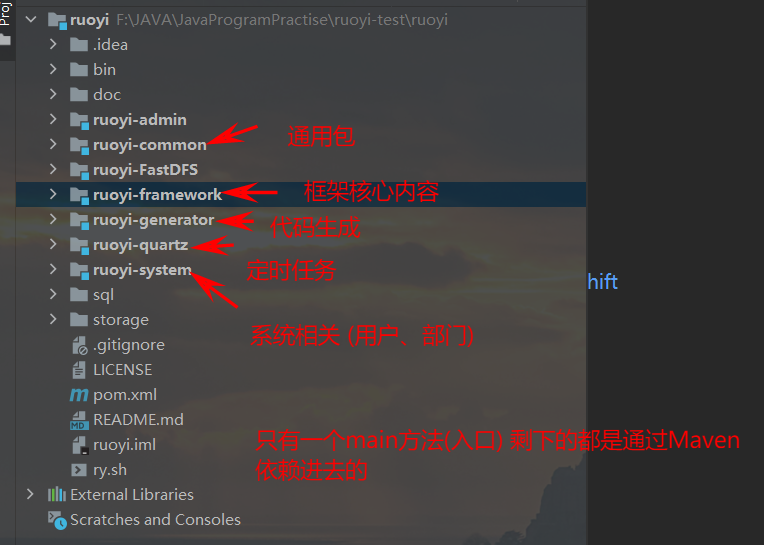 Proj
ruoyi F:\JAVA\JavaProgramPractise\ruoyi-test\ruoyi
.idea
bin
doc
ruoyi-admin
ruoyi-common 通用包
ruoyi-FastDFS
ruoyi-framework 框架核心内容
ruoyi-generator 代码生成
ruoyi-quartz
ruoyi-system 定时任务
hift
sql
storage 系统相关 (用户、部门)
.gitignore
LICENSE
pom.xml
README.md
ruoyi.iml 只有一个main方法(入口) 剩下的都是通过Maven
ry.sh 依赖进去的
External Libraries
Scratches and Consoles